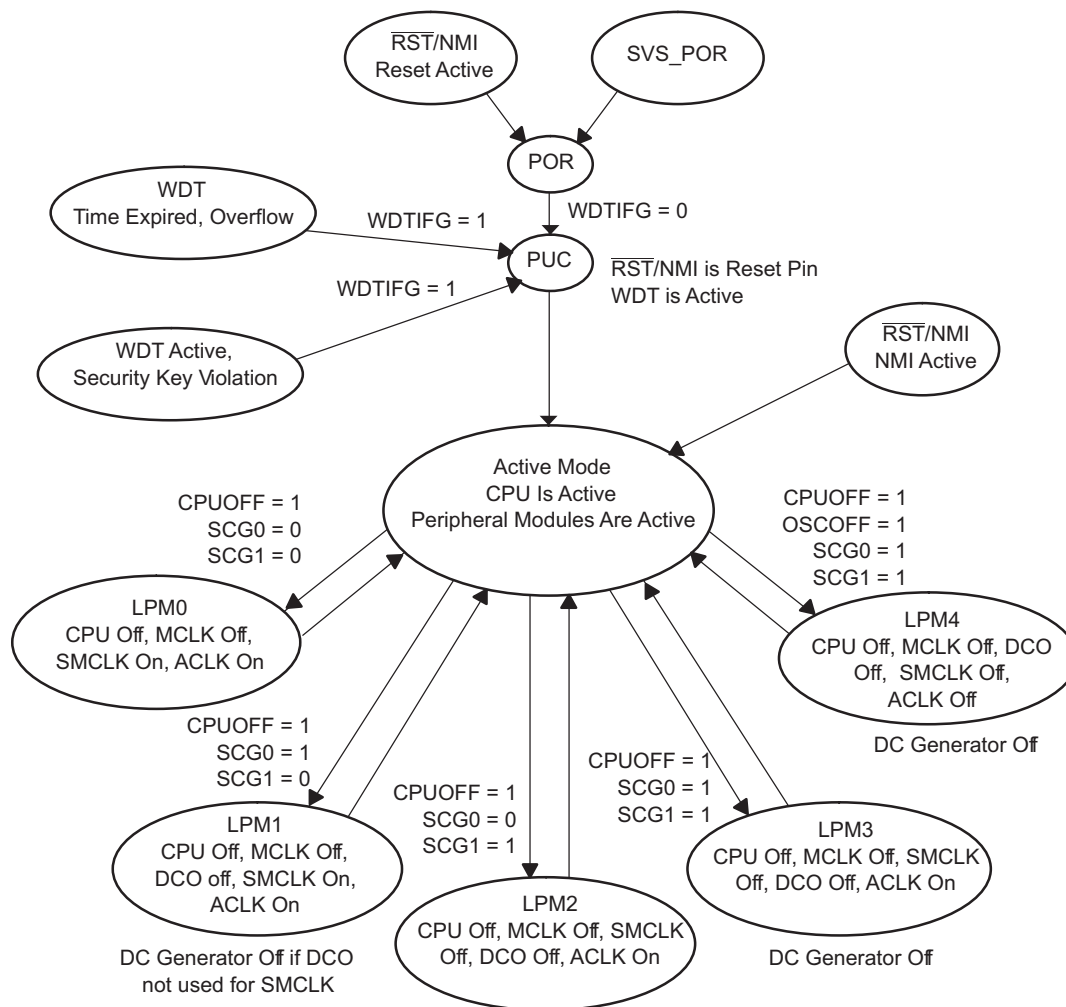 RST/NMI
Reset Active
SVS_POR
POR
WDT
Time Expired, Overflow
WDTIFG = 1
WDTIFG = 0
PUC
RST/NMI is Reset Pin
WDT is Active
WDTIFG = 1
WDT Active,
Security Key Violation
RST/NMI
NMI Active
Active Mode
CPU Is Active
Peripheral Modules Are Active
CPUOFF = 1
SCG0 = 0
SCG1 = 0
CPUOFF = 1
OSCOFF = 1
SCG0 = 1
SCG1 = 1
LPM0
CPU Off, MCLK Off,
SMCLK On, ACLK On
LPM4
CPU Off, MCLK Off, DCO
Off, SMCLK Off,
ACLK Off
DC Generator Off
CPUOFF = 1
SCG0 = 1
SCG1 = 0
CPUOFF = 1
SCG0 = 0
SCG1 = 1
CPUOFF = 1
SCG0 = 1
SCG1 = 1
LPM1
CPU Off, MCLK Off,
DCO off, SMCLK On,
ACLK On
DC Generator Off if DCO
not used for SMCLK
LPM2
CPU Off, MCLK Off, SMCLK
Off, DCO Off, ACLK On
LPM3
CPU Off, MCLK Off, SMCLK
Off, DCO Off, ACLK On
DC Generator Off